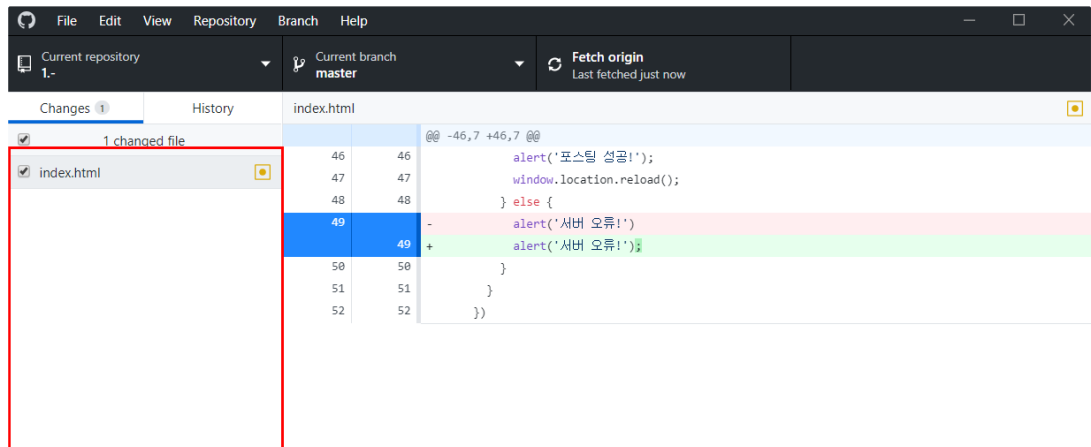 File Edit View Repository Branch Help
Current repository
1.-
Current branch
master
Fetch origin
Last fetched just now
Changes 1 History
1 changed file
index.html
index.html
@@ -46,7 +46,7 @@
46 46 alert('포스팅 성공!');
47 47 window.location.reload();
48 48 } else {
49 - alert('서버 오류!')
49 + alert('서버 오류!');
50 50 }
51 51 }
52 52 })